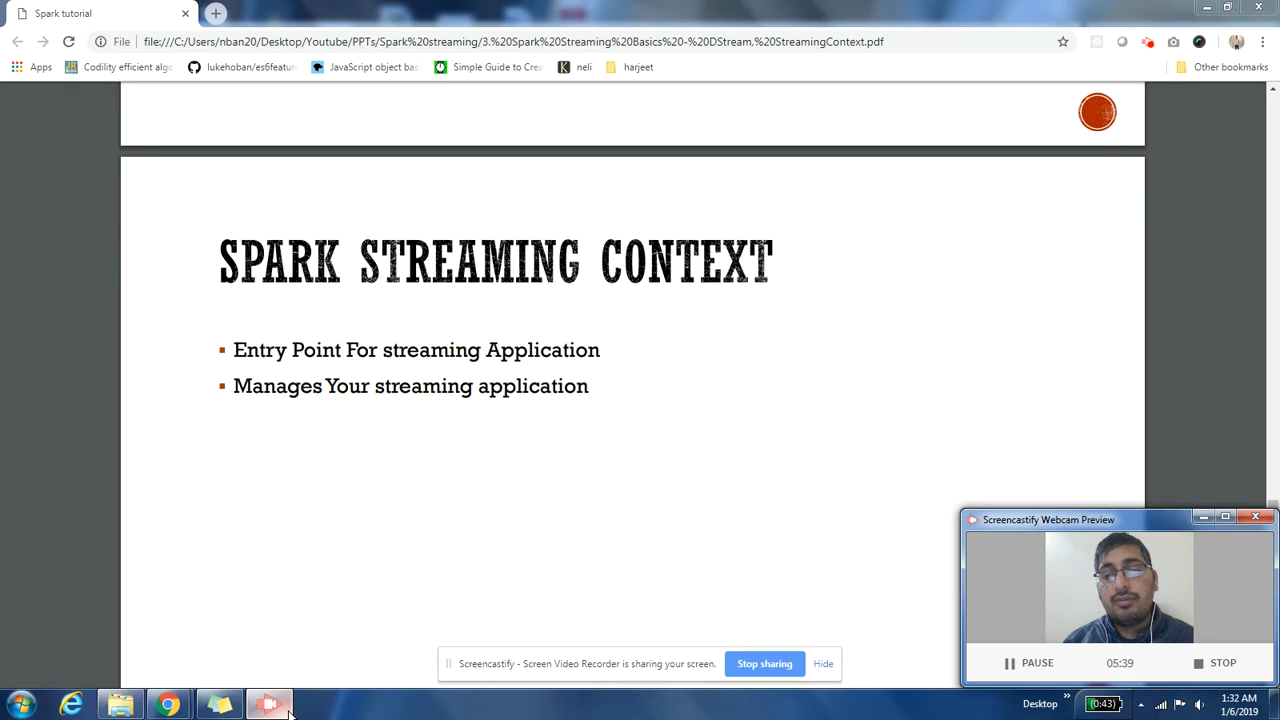 Spark tutorial
File
file:///C:/Users/nban20/Desktop/Youtube/PPTs/Spark%20streaming/3.%20Spark%20Streaming%20Basics%20-%20DStream,%20StreamingContext.pdf
Apps
Codility efficient algo
lukehoban/es6featur
JavaScript object bas
Simple Guide to Crea
neli
harjeet
Other bookmarks
SPARK STREAMING CONTEXT
Entry Point For streaming Application
Manages Your streaming application
Screencastify Webcam Preview
PAUSE
05:39
STOP
Screencastify - Screen Video Recorder is sharing your screen.
Stop sharing
Hide
Desktop
(0:43)
1:32 AM
1/6/2019